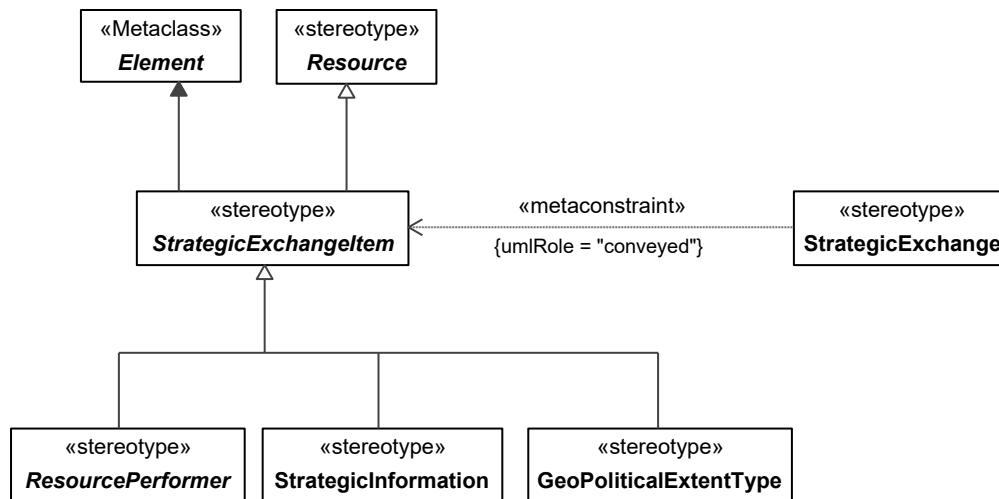 «Metaclass»
Element
«stereotype»
Resource
«stereotype»
StrategicExchangeItem
«metaconstraint»
{umlRole = "conveyed"}
«stereotype»
StrategicExchange
«stereotype»
ResourcePerformer
«stereotype»
StrategicInformation
«stereotype»
GeoPoliticalExtentType